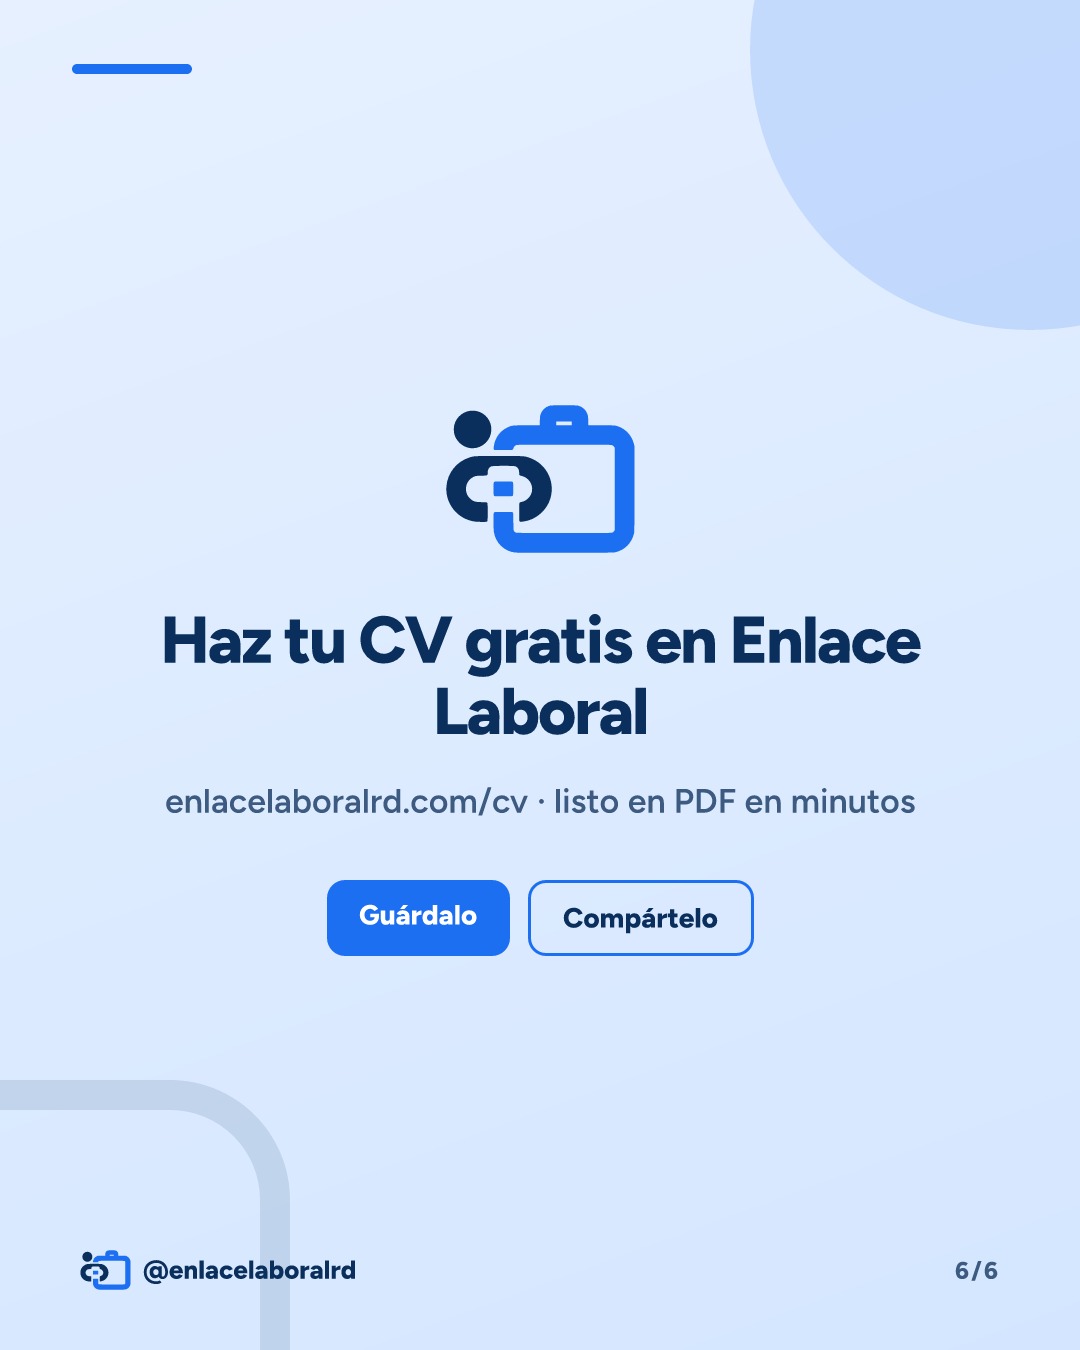 Haz tu CV gratis en Enlace
Laboral
enlacelaboralrd.com/cv · listo en PDF en minutos
Guárdalo
Compártelo
@enlacelaboralrd
6/6